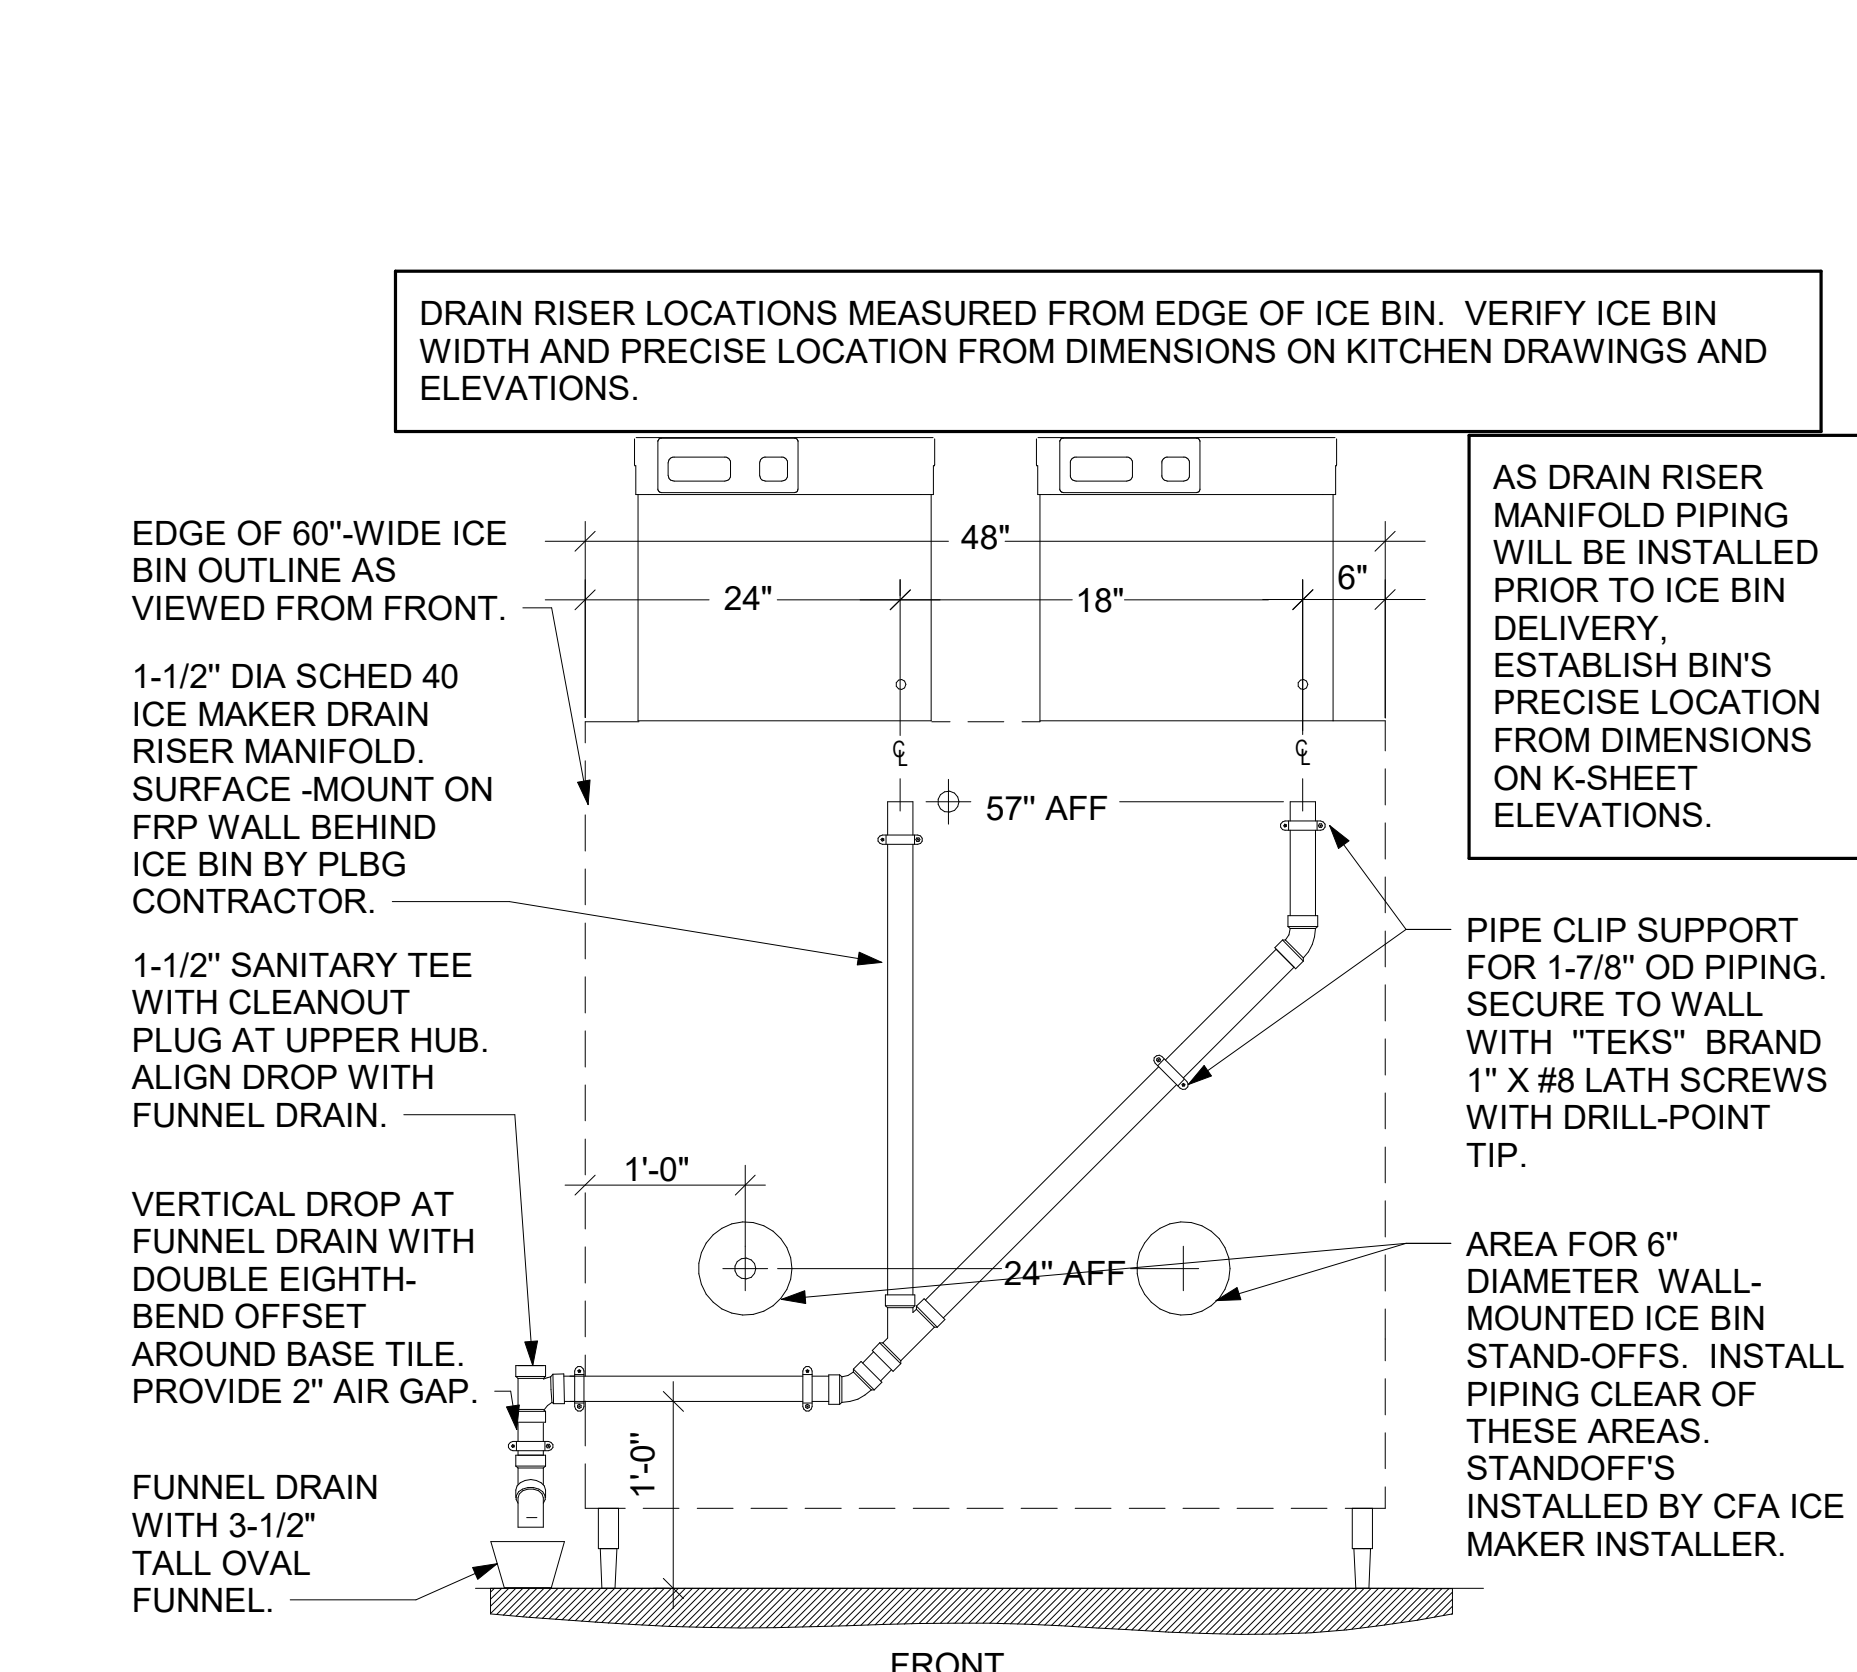 DRAIN RISER LOCATIONS MEASURED FROM EDGE OF ICE BIN.  VERIFY ICE BIN
WIDTH AND PRECISE LOCATION FROM DIMENSIONS ON KITCHEN DRAWINGS AND
ELEVATIONS.
AS DRAIN RISER
MANIFOLD PIPING
WILL BE INSTALLED
PRIOR TO ICE BIN
DELIVERY,
ESTABLISH BIN'S
PRECISE LOCATION
FROM DIMENSIONS
ON K-SHEET
ELEVATIONS.
EDGE OF 60"-WIDE ICE
BIN OUTLINE AS
VIEWED FROM FRONT.
1-1/2" DIA SCHED 40
ICE MAKER DRAIN
RISER MANIFOLD.
SURFACE -MOUNT ON
FRP WALL BEHIND
ICE BIN BY PLBG
CONTRACTOR.
1-1/2" SANITARY TEE
WITH CLEANOUT
PLUG AT UPPER HUB.
ALIGN DROP WITH
FUNNEL DRAIN.
VERTICAL DROP AT
FUNNEL DRAIN WITH
DOUBLE EIGHTH-
BEND OFFSET
AROUND BASE TILE.
PROVIDE 2" AIR GAP.
FUNNEL DRAIN
WITH 3-1/2"
TALL OVAL
FUNNEL.
48"
24"
18"
6"
℄
℄
57" AFF
1'-0"
24" AFF
1'-0"
PIPE CLIP SUPPORT
FOR 1-7/8" OD PIPING.
SECURE TO WALL
WITH  "TEKS"  BRAND
1" X #8 LATH SCREWS
WITH DRILL-POINT
TIP.
AREA FOR 6"
DIAMETER  WALL-
MOUNTED ICE BIN
STAND-OFFS.  INSTALL
PIPING CLEAR OF
THESE AREAS.
STANDOFF'S
INSTALLED BY CFA ICE
MAKER INSTALLER.
FRONT